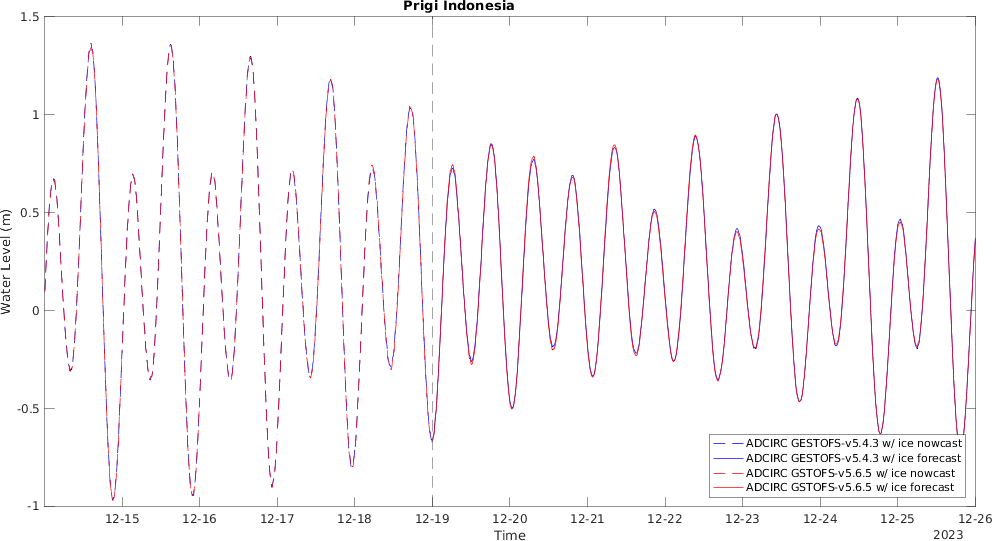 Prigi Indonesia
1.5
1
0.5
0
-0.5
-1
Water Level (m)
12-15
12-16
12-17
12-18
12-19
12-20
12-21
12-22
12-23
12-24
12-25
12-26
Time
2023
ADCIRC GESTOFS-v5.4.3 w/ ice nowcast
ADCIRC GESTOFS-v5.4.3 w/ ice forecast
ADCIRC GSTOFS-v5.6.5 w/ ice nowcast
ADCIRC GSTOFS-v5.6.5 w/ ice forecast